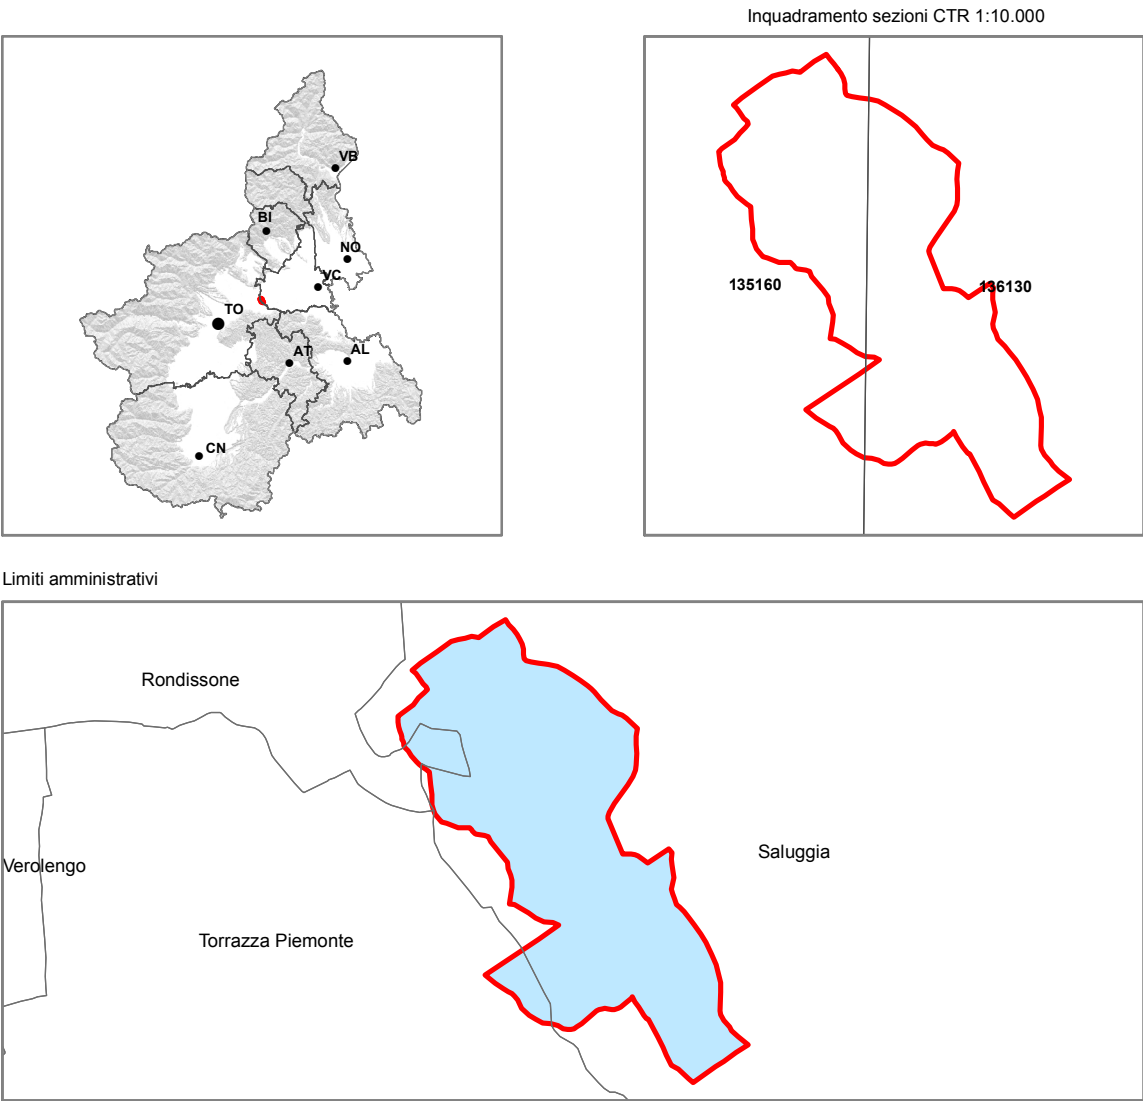 Inquadramento sezioni CTR 1:10.000
VB
BI
NO
VC
TO
AT
AL
CN
135160
136130
Limiti amministrativi
Rondissone
Verolengo
Saluggia
Torrazza Piemonte